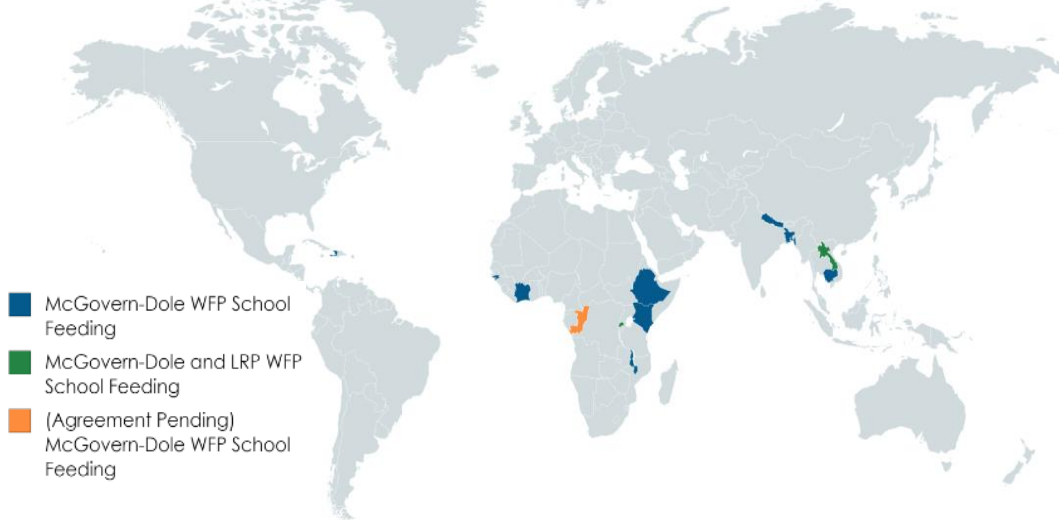 McGovern-Dole WFP School
Feeding
McGovern-Dole and LRP WFP
School Feeding
(Agreement Pending)
McGovern-Dole WFP School
Feeding